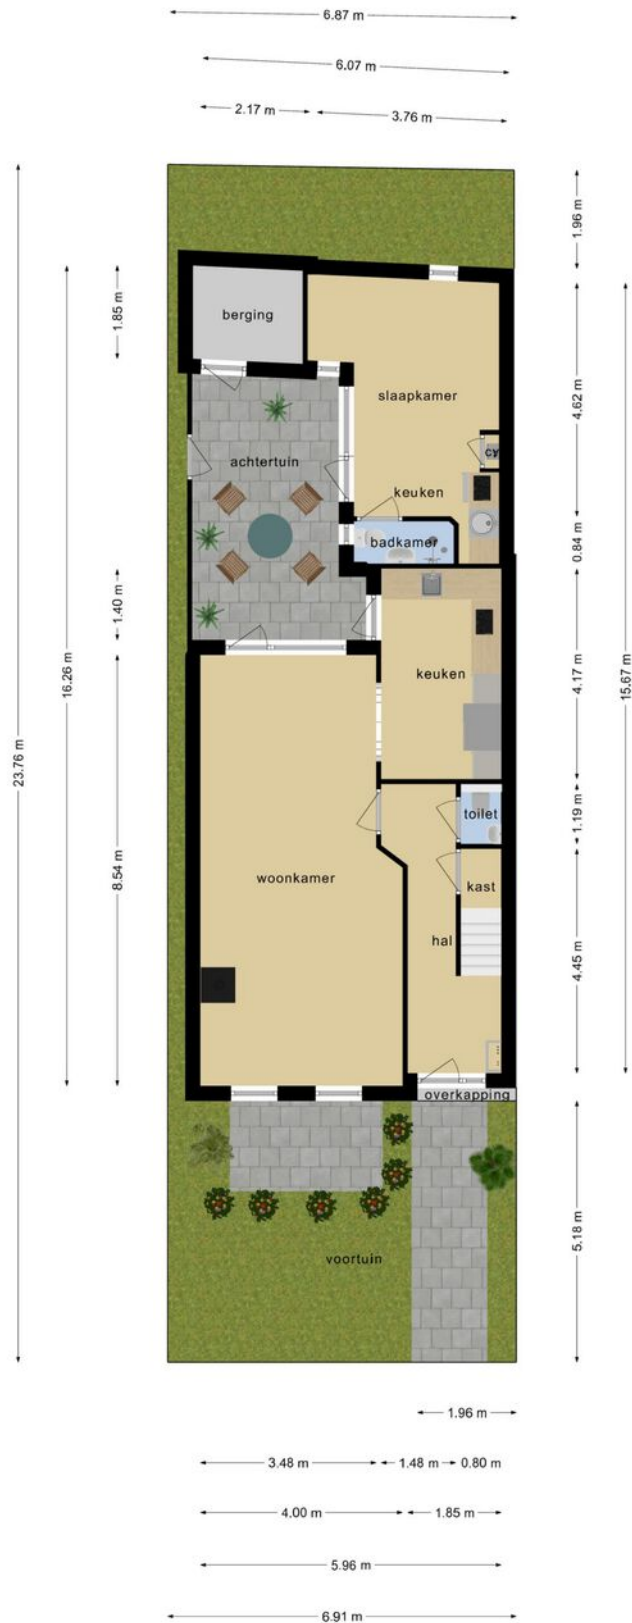 6.87 m
6.07 m
2.17 m
3.76 m
1.96 m
1.85 m
berging
slaapkamer
4.62 m
achtertuin
CV
keuken
badkamer
0.84 m
1.40 m
16.26 m
23.76 m
keuken
4.17 m
15.67 m
toilet
1.19 m
8.54 m
woonkamer
kast
hal
4.45 m
overkapping
voortuin
5.18 m
1.96 m
3.48 m
1.48 m
0.80 m
4.00 m
1.85 m
5.96 m
6.91 m